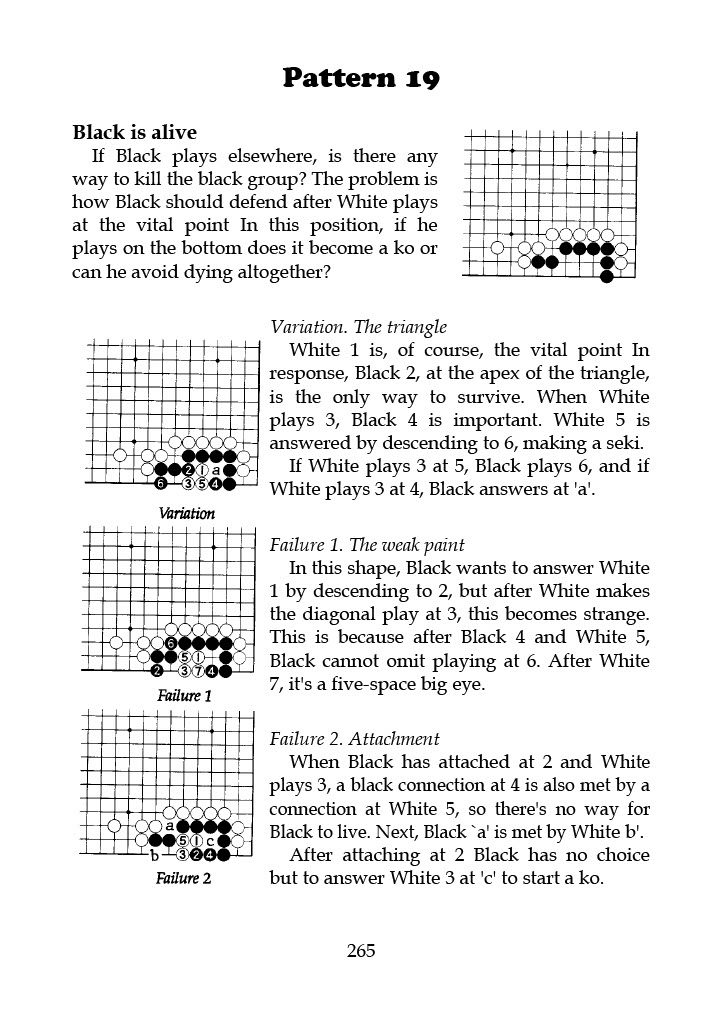 Pattern 19
Black is alive
If Black plays elsewhere, is there any
way to kill the black group? The problem is
how Black should defend after White plays
at the vital point In this position, if he
plays on the bottom does it become a ko or
can he avoid dying altogether?
Variation. The triangle
White 1 is, of course, the vital point In
response, Black 2, at the apex of the triangle,
is the only way to survive. When White
plays 3, Black 4 is important. White 5 is
answered by descending to 6, making a seki.
If White plays 3 at 5, Black plays 6, and if
White plays 3 at 4, Black answers at 'a'.
2 1 a
6 3 5 4
Variation
Failure 1. The weak paint
In this shape, Black wants to answer White
1 by descending to 2, but after White makes
the diagonal play at 3, this becomes strange.
This is because after Black 4 and White 5,
Black cannot omit playing at 6. After White
7, it's a five-space big eye.
6
5 1
2 3 7 4
Failure 1
Failure 2. Attachment
When Black has attached at 2 and White
plays 3, a black connection at 4 is also met by a
connection at White 5, so there's no way for
Black to live. Next, Black `a' is met by White b'.
After attaching at 2 Black has no choice
but to answer White 3 at 'c' to start a ko.
a
5 1 c
b 3 2 4
Failure 2
265